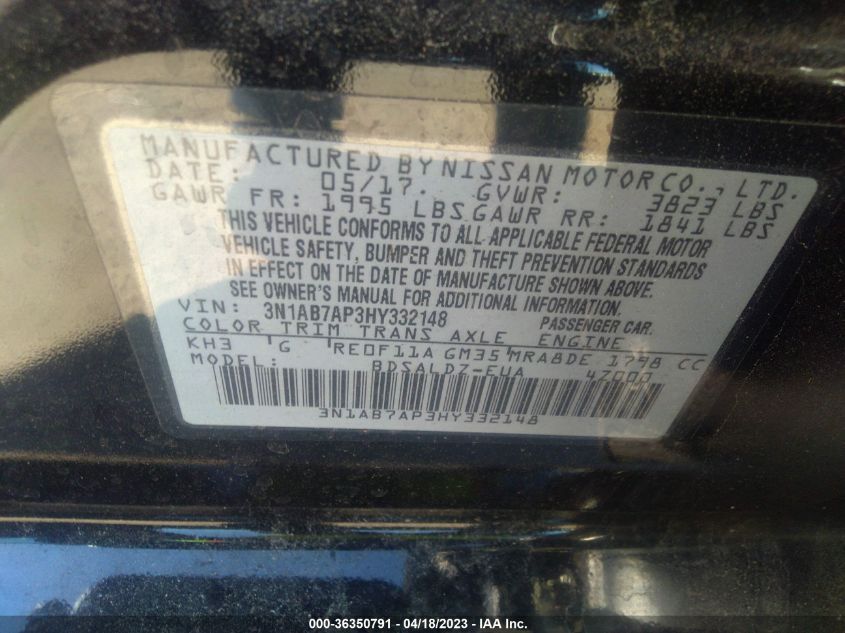 MANUFACTURED BY NISSAN MOTOR CO., LTD.
DATE: 05/17. GVWR: 3823 LBS
GAWR FR: 1995 LBS GAWR RR: 1841 LBS
THIS VEHICLE CONFORMS TO ALL APPLICABLE FEDERAL MOTOR
VEHICLE SAFETY, BUMPER AND THEFT PREVENTION STANDARDS
IN EFFECT ON THE DATE OF MANUFACTURE SHOWN ABOVE.
SEE OWNER'S MANUAL FOR ADDITIONAL INFORMATION.
VIN: 3N1AB7AP3HY332148 PASSENGER CAR.
COLOR TRIM TRANS AXLE ENGINE
KH3 G RE0F11A GM35 MRA8DE 1798 CC
MODEL: BDSALDZ-EUA 47000
3N1AB7AP3HY332148
000-36350791 - 04/18/2023 - IAA Inc.